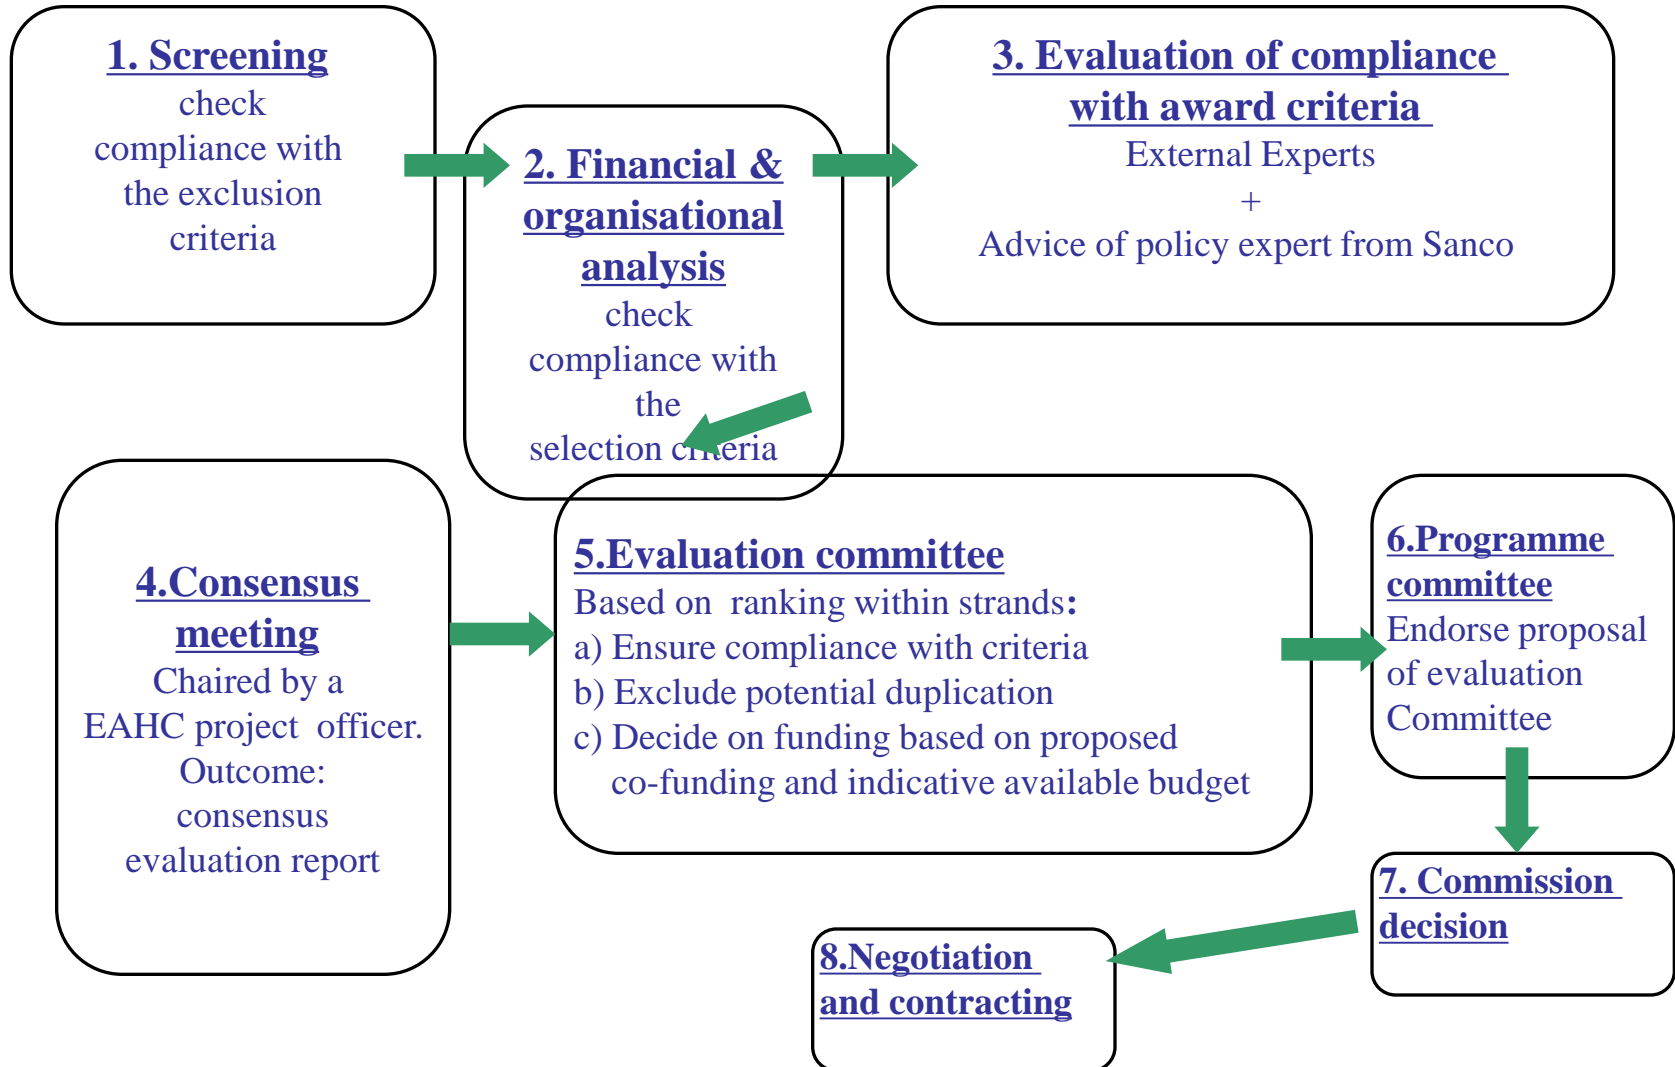 1. Screening
check
compliance with
the exclusion
criteria
2. Financial &
organisational
analysis
check
compliance with
the
selection criteria
3. Evaluation of compliance
with award criteria
External Experts
+
Advice of policy expert from Sanco
4.Consensus
meeting
Chaired by a
EAHC project officer.
Outcome:
consensus
evaluation report
5.Evaluation committee
Based on ranking within strands:
a) Ensure compliance with criteria
b) Exclude potential duplication
c) Decide on funding based on proposed
co-funding and indicative available budget
6.Programme
committee
Endorse proposal
of evaluation
Committee
7. Commission
decision
8.Negotiation
and contracting